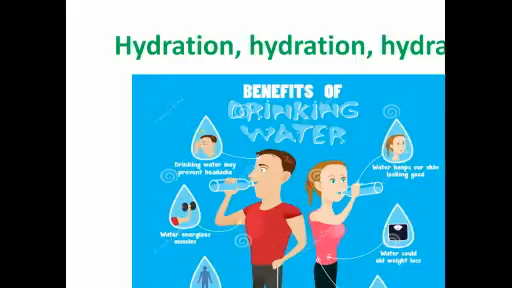 Hydration, hydration, hydra
BENEFITS OF
DRINKING
WATER
Drinking water may
prevent headache
Water keeps our skin
looking good
Water energizes
muscles
Water could
aid weight loss